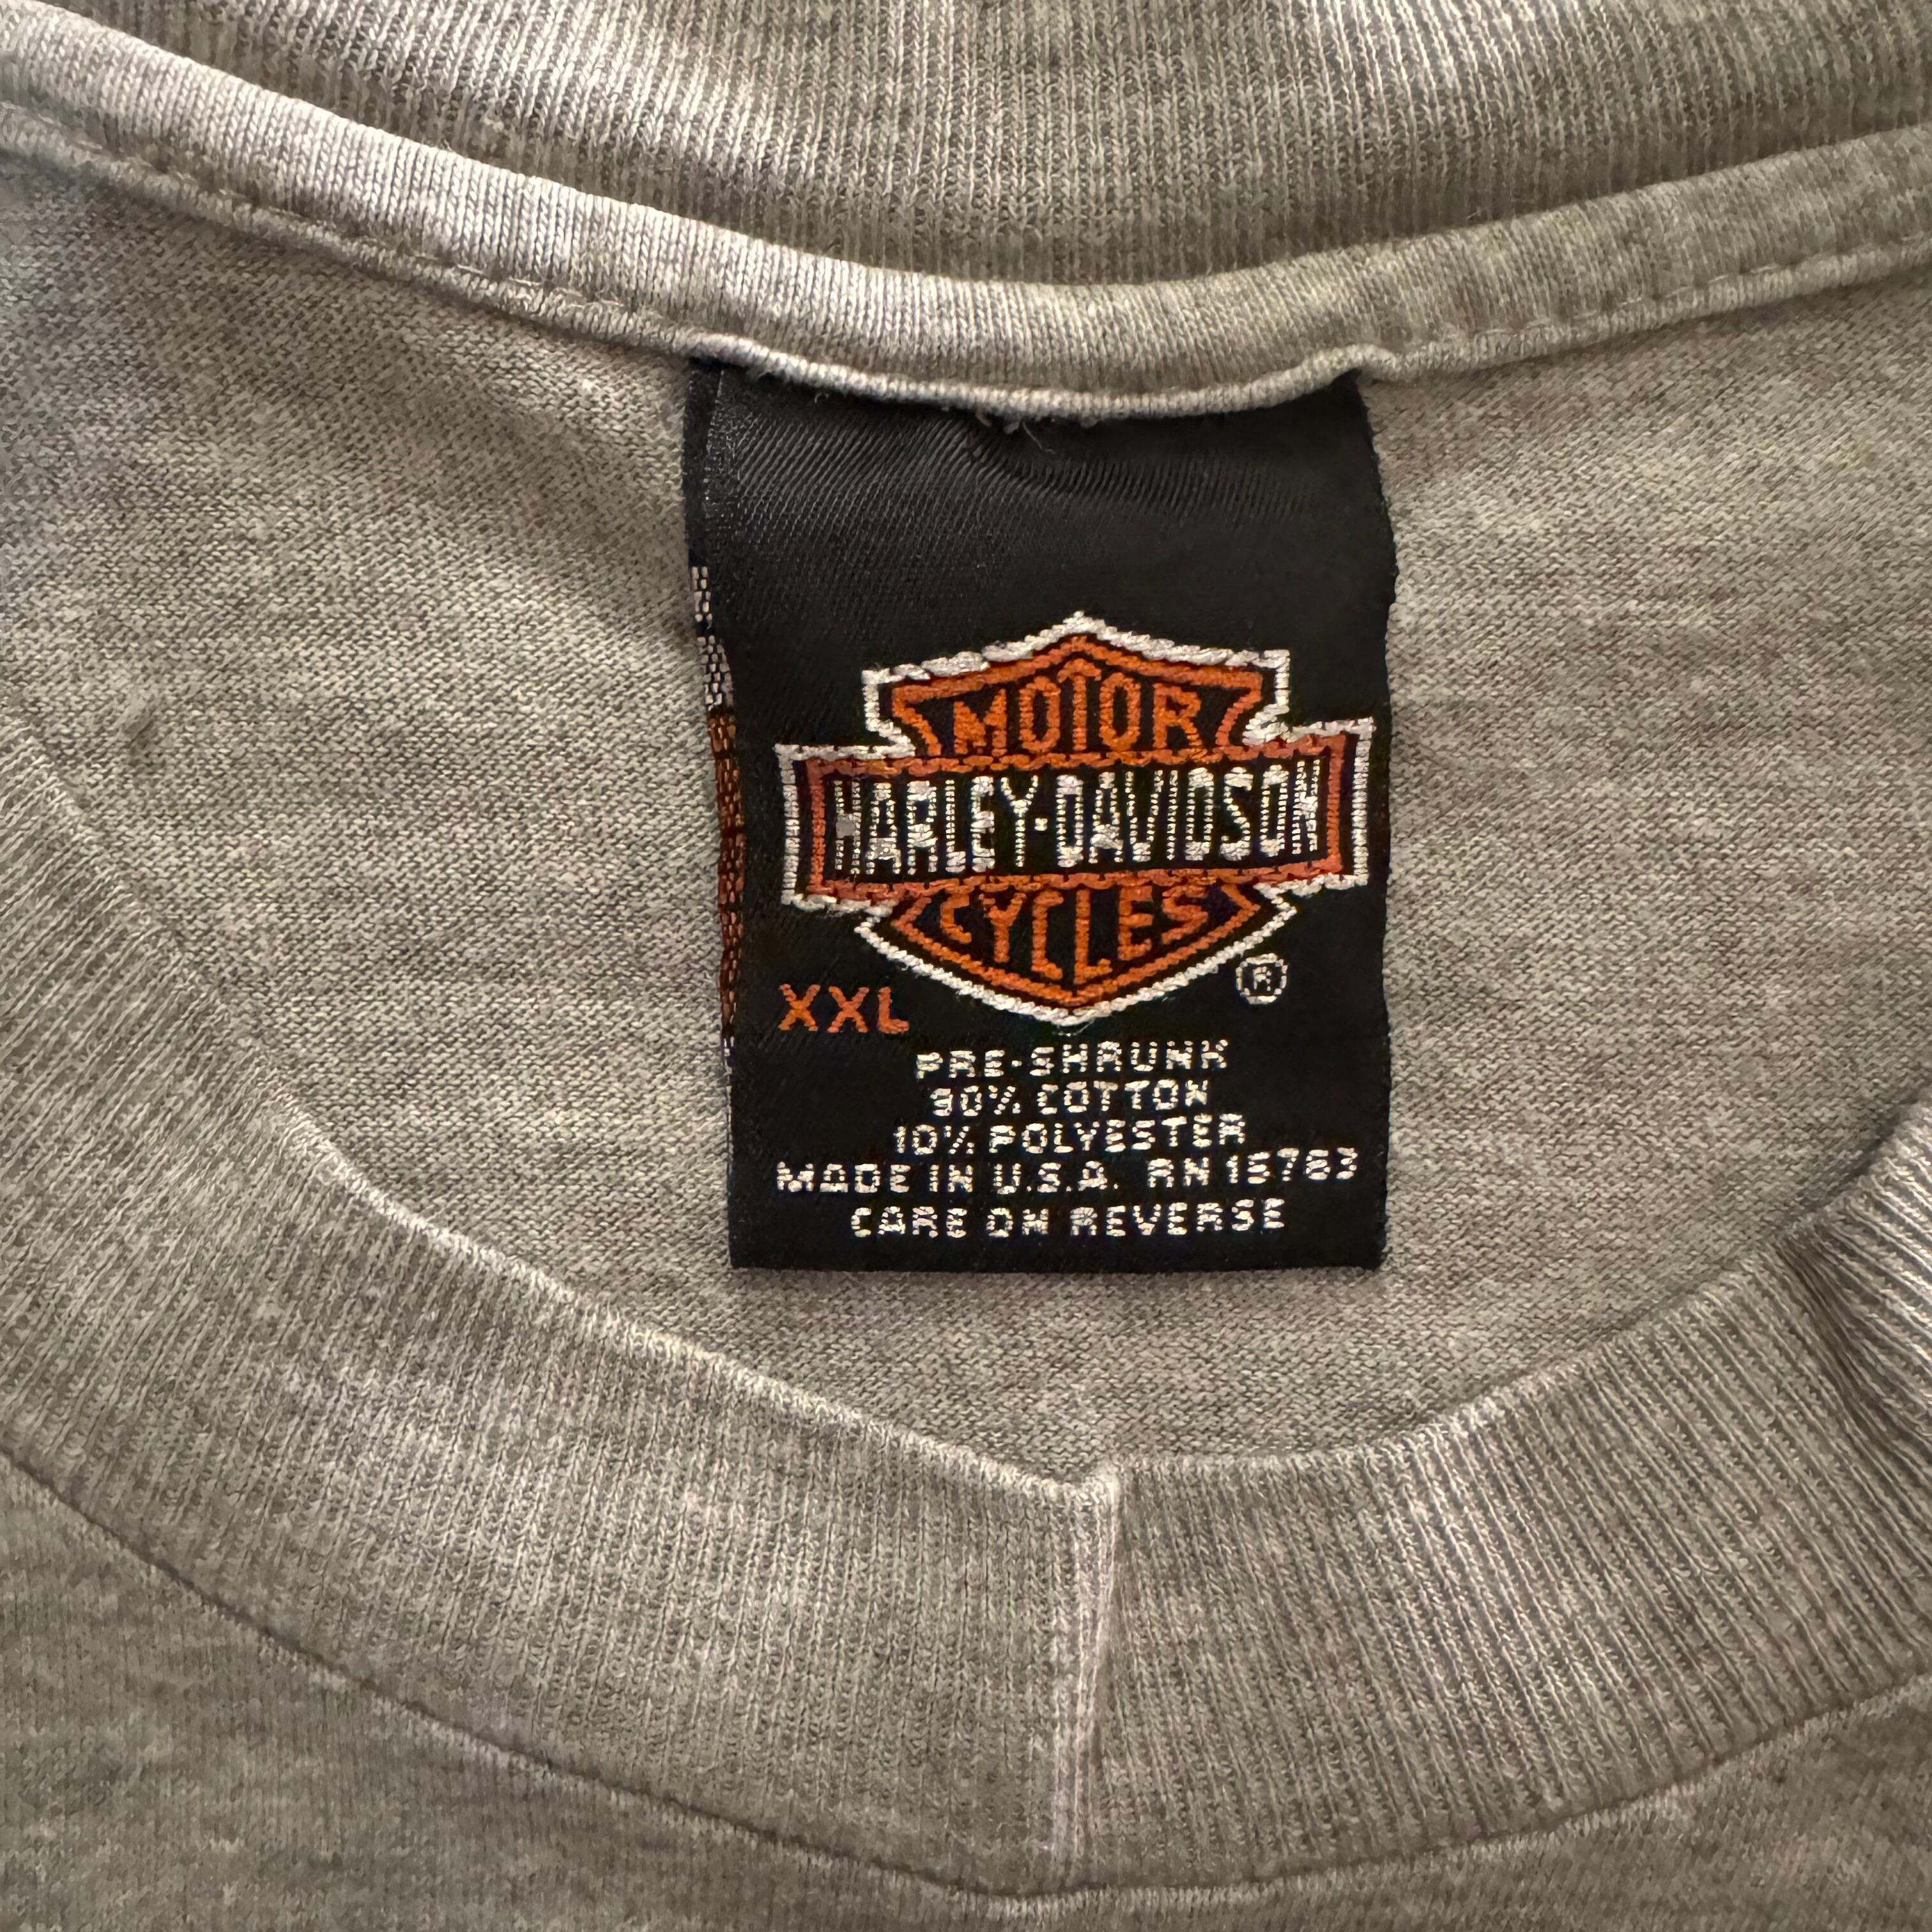 MOTOR
HARLEY-DAVIDSON
CYCLES
®
XXL
PRE-SHRUNK
90% COTTON
10% POLYESTER
MADE IN U.S.A. RN 15763
CARE ON REVERSE